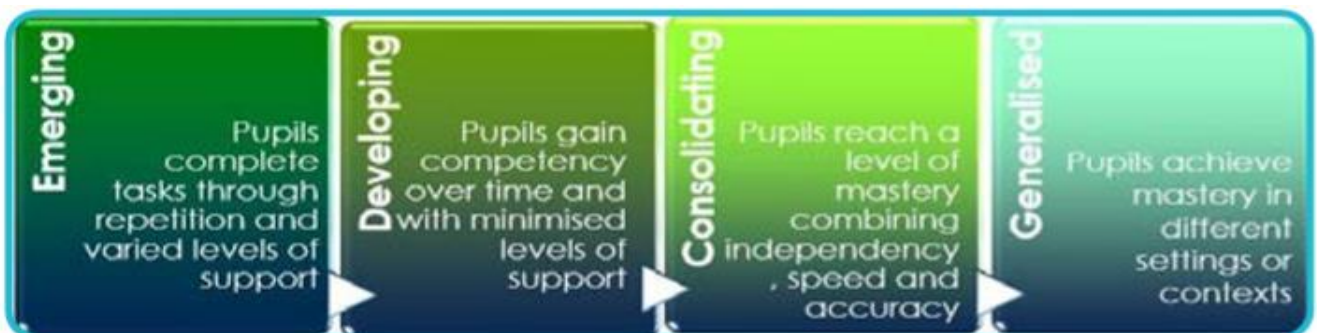 Emerging
Pupils
complete
tasks through
repetition and
varied levels of
support
Developing
Pupils gain
competency
over time and
with minimised
levels of
support
Consolidating
Pupils reach a
level of
mastery
combining
independency
, speed and
accuracy
Generalised
Pupils achieve
mastery in
different
settings or
contexts